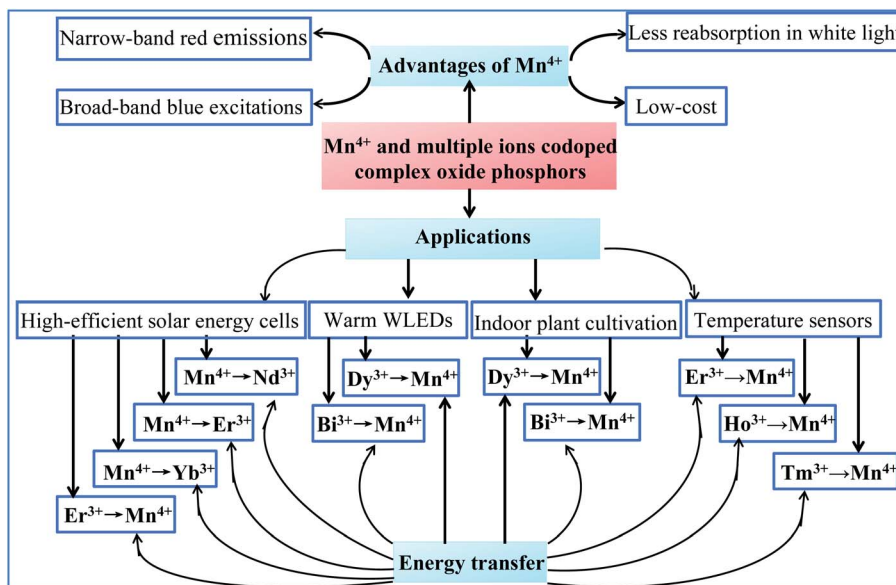 Narrow-band red emissions
Less reabsorption in white light
Advantages of Mn⁴⁺
Broad-band blue excitations
Low-cost
Mn⁴⁺ and multiple ions codoped
complex oxide phosphors
Applications
High-efficient solar energy cells
Warm WLEDs
Indoor plant cultivation
Temperature sensors
Mn⁴⁺→Nd³⁺
Dy³⁺→Mn⁴⁺
Dy³⁺→Mn⁴⁺
Er³⁺→Mn⁴⁺
Mn⁴⁺→Er³⁺
Bi³⁺→Mn⁴⁺
Bi³⁺→Mn⁴⁺
Ho³⁺→Mn⁴⁺
Mn⁴⁺→Yb³⁺
Tm³⁺→Mn⁴⁺
Er³⁺→Mn⁴⁺
Energy transfer